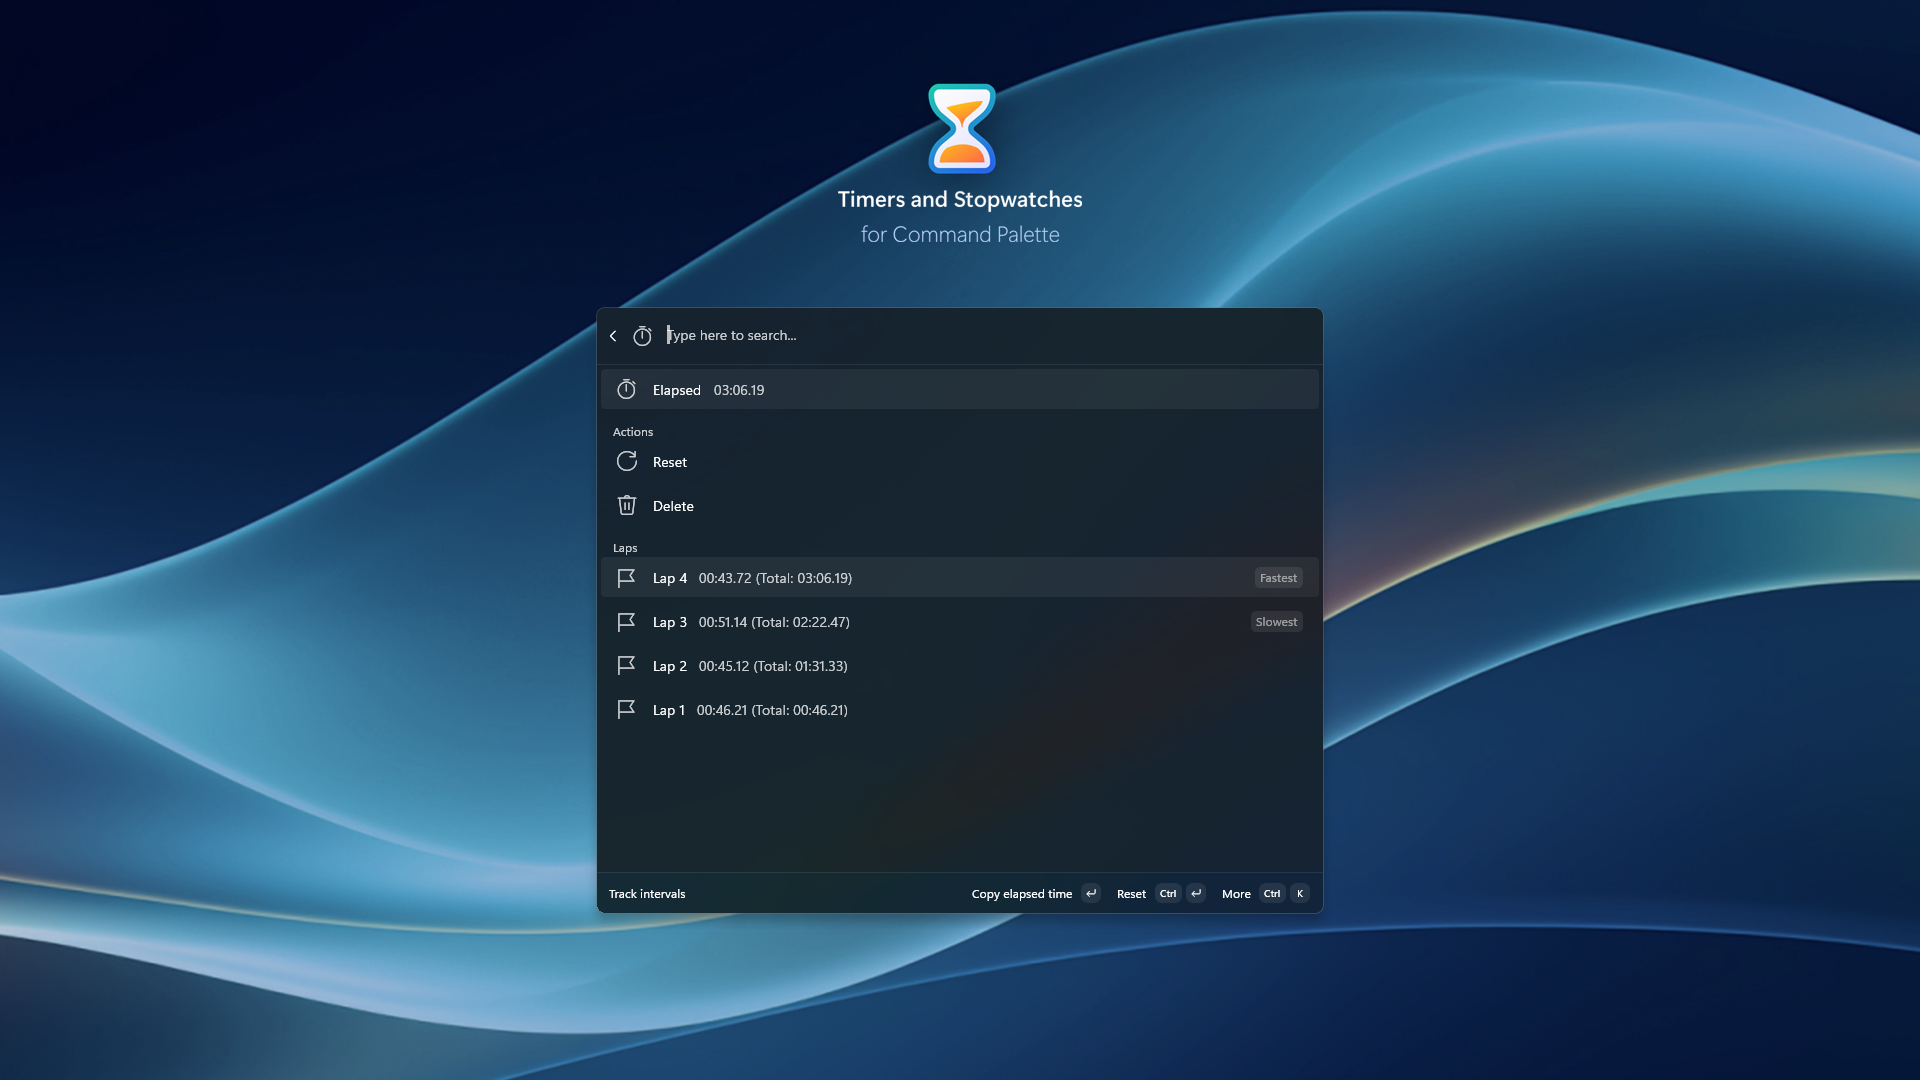 Timers and Stopwatches
for Command Palette
Type here to search...
Elapsed 03:06.19
Actions
Reset
Delete
Laps
Lap 4 00:43.72 (Total: 03:06.19) Fastest
Lap 3 00:51.14 (Total: 02:22.47) Slowest
Lap 2 00:45.12 (Total: 01:31.33)
Lap 1 00:46.21 (Total: 00:46.21)
Track intervals Copy elapsed time ↵ Reset Ctrl ↵ More Ctrl K